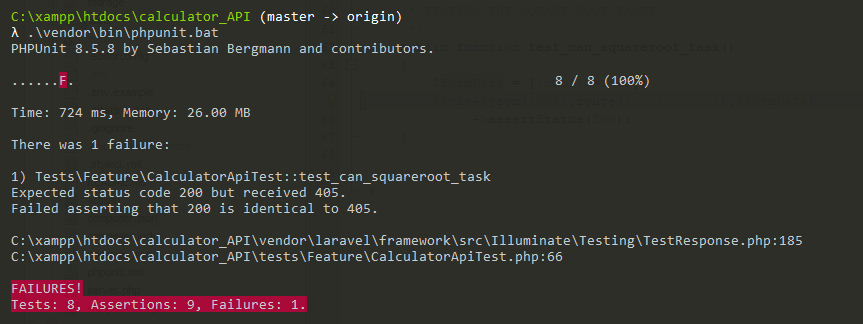 C:\xampp\htdocs\calculator_API (master -> origin)
λ .\vendor\bin\phpunit.bat
PHPUnit 8.5.8 by Sebastian Bergmann and contributors.
......F. 8 / 8 (100%)
Time: 724 ms, Memory: 26.00 MB
There was 1 failure:
1) Tests\Feature\CalculatorApiTest::test_can_squareroot_task
Expected status code 200 but received 405.
Failed asserting that 200 is identical to 405.
C:\xampp\htdocs\calculator_API\vendor\laravel\framework\src\Illuminate\Testing\TestResponse.php:185
C:\xampp\htdocs\calculator_API\tests\Feature\CalculatorApiTest.php:66
FAILURES!
Tests: 8, Assertions: 9, Failures: 1.